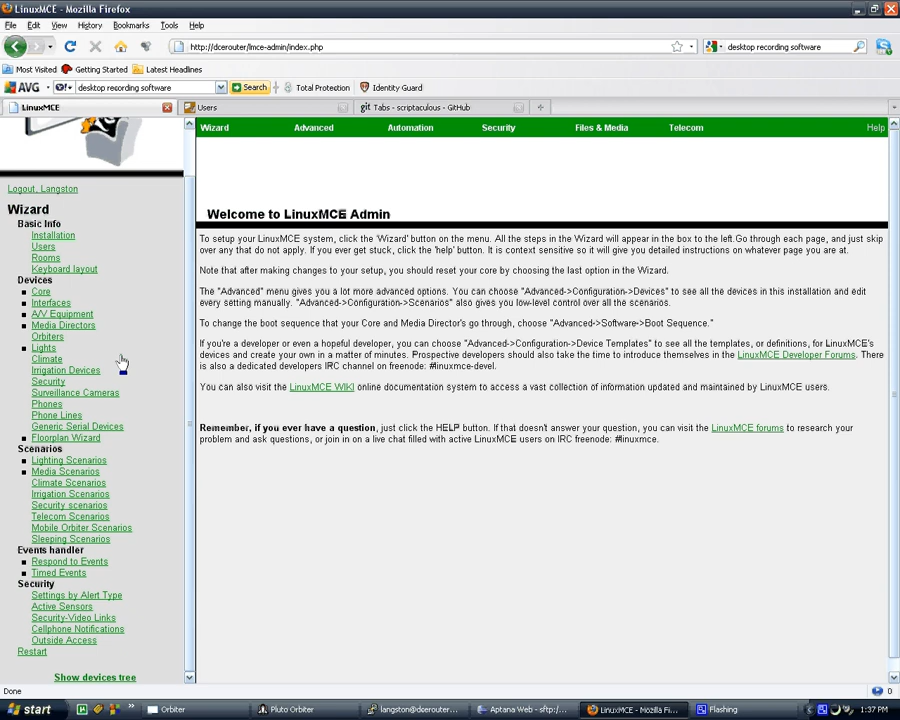 LinuxMCE - Mozilla Firefox
File Edit View History Bookmarks Tools Help
http://dcerouter/lmce-admin/index.php
desktop recording software
Most Visited Getting Started Latest Headlines
AVG Y! desktop recording software Search Total Protection Identity Guard
LinuxMCE Users git Tabs - scriptaculous - GitHub
Wizard Advanced Automation Security Files & Media Telecom Help
Logout, Langston
Wizard
Basic Info
Installation
Users
Rooms
Keyboard layout
Devices
Core
Interfaces
A/V Equipment
Media Directors
Orbiters
Lights
Climate
Irrigation Devices
Security
Surveillance Cameras
Phones
Phone Lines
Generic Serial Devices
Floorplan Wizard
Scenarios
Lighting Scenarios
Media Scenarios
Climate Scenarios
Irrigation Scenarios
Security scenarios
Telecom Scenarios
Mobile Orbiter Scenarios
Sleeping Scenarios
Events handler
Respond to Events
Timed Events
Security
Settings by Alert Type
Active Sensors
Security-Video Links
Cellphone Notifications
Outside Access
Restart
Show devices tree
Welcome to LinuxMCE Admin
To setup your LinuxMCE system, click the 'Wizard' button on the menu. All the steps in the Wizard will appear in the box to the left.Go through each page, and just skip
over any that do not apply. If you ever get stuck, click the 'help' button. It is context sensitive so it will give you detailed instructions on whatever page you are at.
Note that after making changes to your setup, you should reset your core by choosing the last option in the Wizard.
The "Advanced" menu gives you a lot more advanced options. You can choose "Advanced->Configuration->Devices" to see all the devices in this installation and edit
every setting manually. "Advanced->Configuration->Scenarios" also gives you low-level control over all the scenarios.
To change the boot sequence that your Core and Media Director's go through, choose "Advanced->Software->Boot Sequence."
If you're a developer or even a hopeful developer, you can choose "Advanced->Configuration->Device Templates" to see all the templates, or definitions, for LinuxMCE's
devices and create your own in a matter of minutes. Prospective developers should also take the time to introduce themselves in the LinuxMCE Developer Forums. There
is also a dedicated developers IRC channel on freenode: #linuxmce-devel.
You can also visit the LinuxMCE WIKI online documentation system to access a vast collection of information updated and maintained by LinuxMCE users.
Remember, if you ever have a question, just click the HELP button. If that doesn't answer your question, you can visit the LinuxMCE forums to research your
problem and ask questions, or join in on a live chat filled with active LinuxMCE users on IRC freenode: #linuxmce.
Done 0
start Orbiter Pluto Orbiter langston@dcerouter... Aptana Web - sftp:/... LinuxMCE - Mozilla Fi... Flashing 1:37 PM